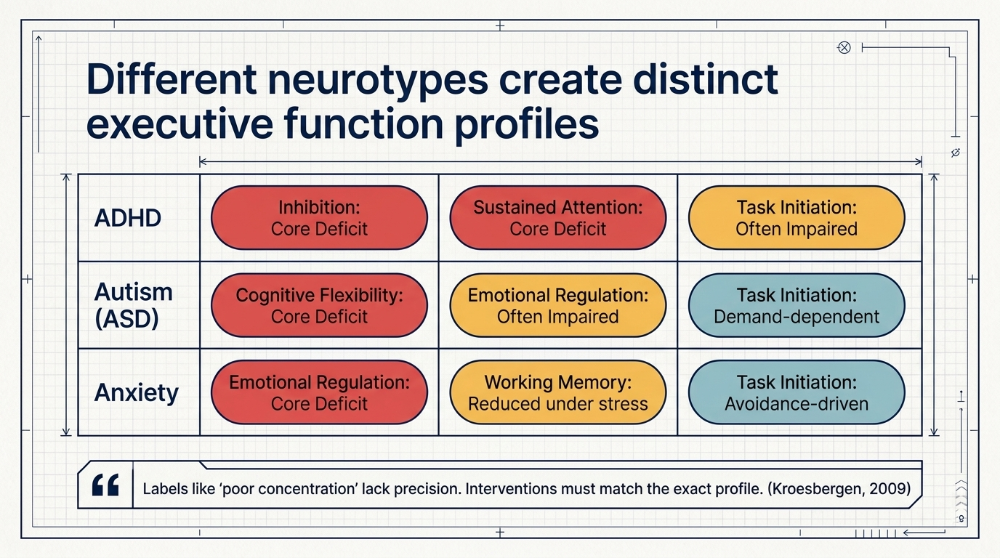 Different neurotypes create distinct
executive function profiles
ADHD
Inhibition:
Core Deficit
Sustained Attention:
Core Deficit
Task Initiation:
Often Impaired
Autism
(ASD)
Cognitive Flexibility:
Core Deficit
Emotional Regulation:
Often Impaired
Task Initiation:
Demand-dependent
Anxiety
Emotional Regulation:
Core Deficit
Working Memory:
Reduced under stress
Task Initiation:
Avoidance-driven
“ Labels like ‘poor concentration’ lack precision. Interventions must match the exact profile. (Kroesbergen, 2009)